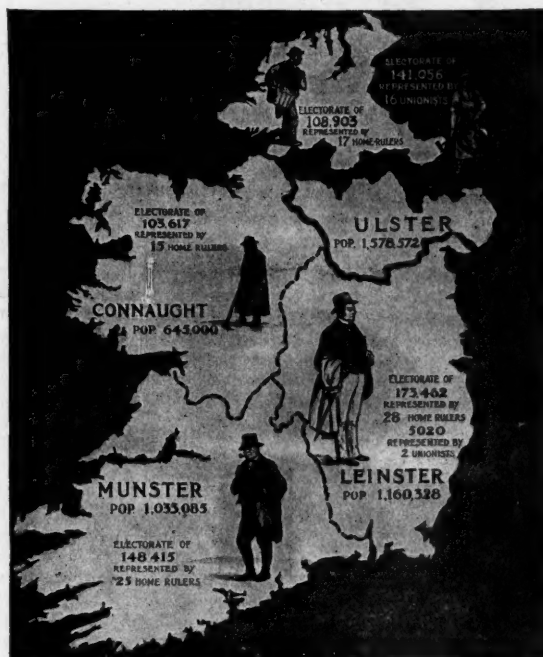 ELECTORATE OF
141,056
REPRESENTED BY
16 UNIONISTS
ELECTORATE OF
108,903
REPRESENTED BY
17 HOME-RULERS
ELECTORATE OF
103,617
REPRESENTED BY
15 HOME RULERS
ULSTER
POP. 1,578,572
CONNAUGHT
POP. 645,000
ELECTORATE OF
173,462
REPRESENTED BY
28 HOME RULERS
5020
REPRESENTED BY
2 UNIONISTS
LEINSTER
POP. 1,160,328
MUNSTER
POP. 1,033,085
ELECTORATE OF
148,415
REPRESENTED BY
25 HOME RULERS